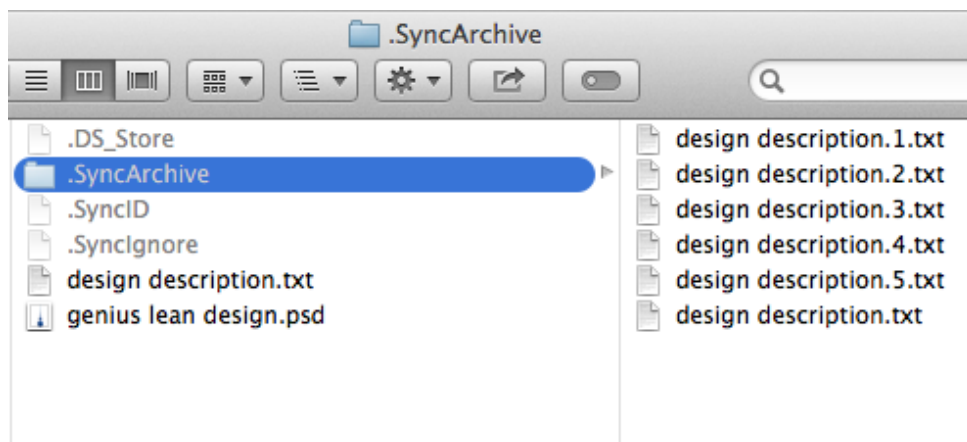 .SyncArchive
.DS_Store
.SyncArchive
.SyncID
.SyncIgnore
design description.txt
genius lean design.psd
design description.1.txt
design description.2.txt
design description.3.txt
design description.4.txt
design description.5.txt
design description.txt